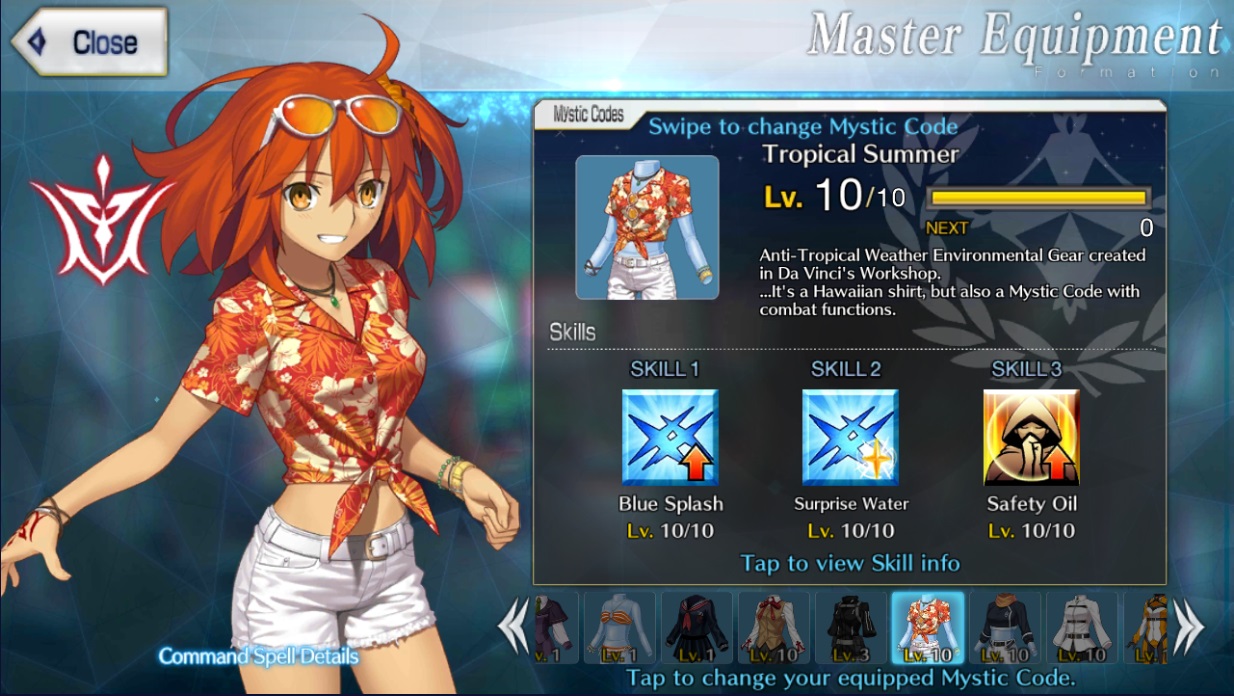 Close
Master Equipment
Formation
Mystic Codes
Swipe to change Mystic Code
Tropical Summer
Lv. 10/10
NEXT
0
Anti-Tropical Weather Environmental Gear created
in Da Vinci's Workshop.
...It's a Hawaiian shirt, but also a Mystic Code with
combat functions.
Skills
SKILL 1
SKILL 2
SKILL 3
Blue Splash
Surprise Water
Safety Oil
Lv. 10/10
Lv. 10/10
Lv. 10/10
Tap to view Skill info
v. 1
Lv. 1
Lv. 1
Lv. 10
Lv. 3
Lv. 10
Lv. 10
Lv. 10
Command Spell Details
Tap to change your equipped Mystic Code.